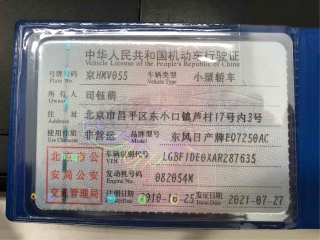 中华人民共和国机动车行驶证
Vehicle License of the People's Republic of China
号牌号码 京HMV055 车辆类型 小型轿车
Plate No. Vehicle Type
所有人 司钰萌
Owner
住址 北京市昌平区东小口镇芦村17号内3号
Address
使用性质 非营运 品牌型号 东风日产牌EQ7250AC
Use Character Model
北京市公安局公安交通管理局
车辆识别代号 LGBF1DE0XAR287635
VIN
发动机号码 082054M
Engine No.
注册日期 2010-10-25 发证日期 2021-07-27
Register Date Issue Date